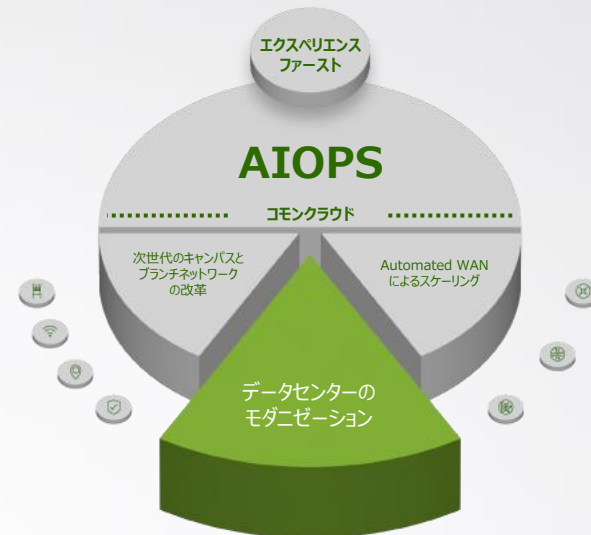 エクスペリエンス
ファースト
AIOPS
コモンクラウド
次世代のキャンパスと
ブランチネットワーク
の改革
Automated WAN
によるスケーリング
データセンターの
モダニゼーション